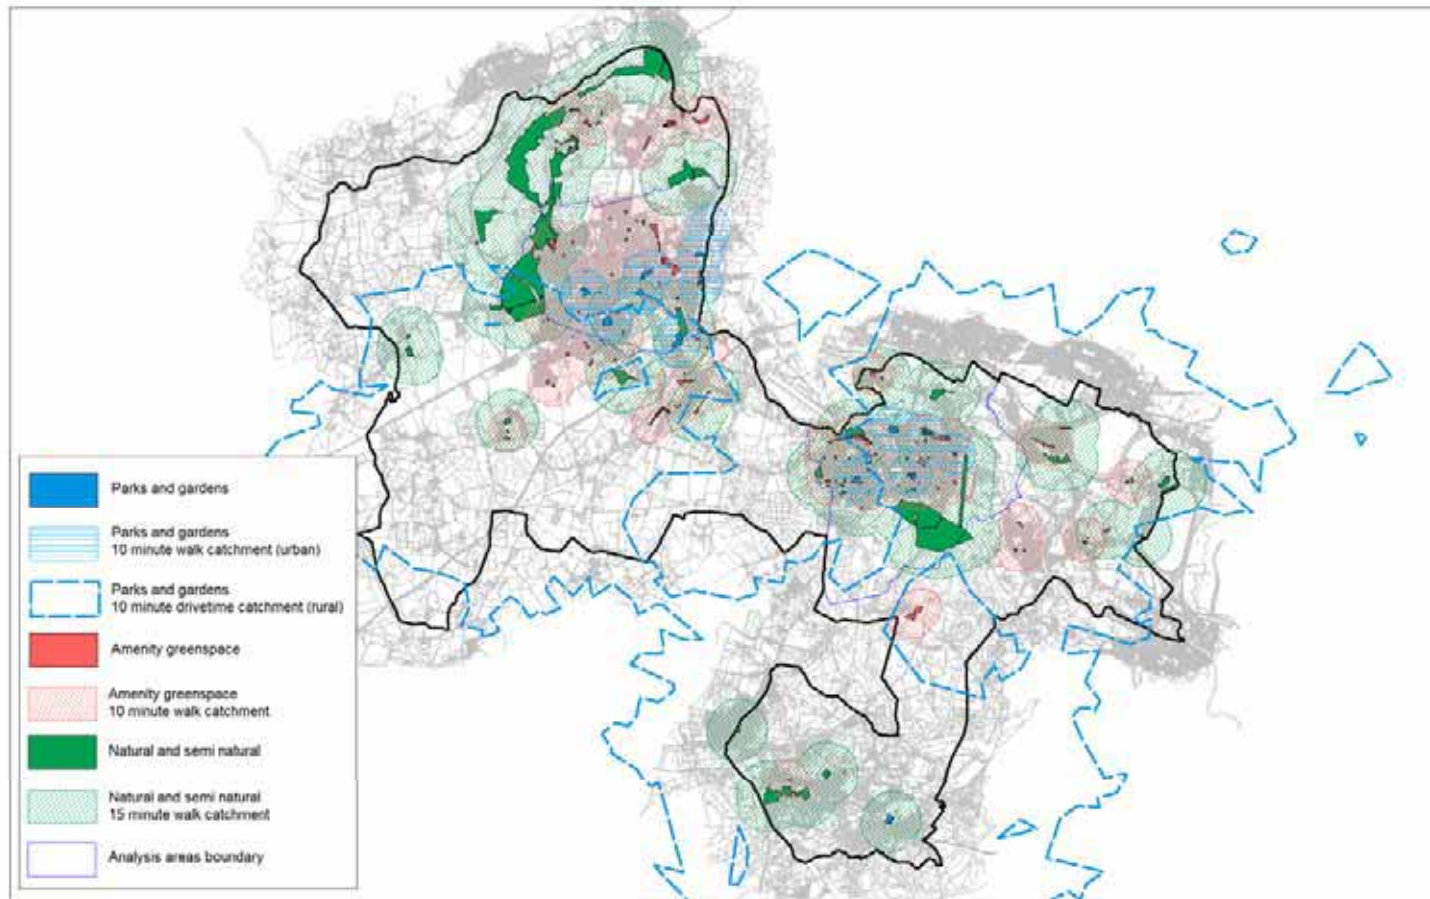 Parks and gardens
Parks and gardens
10 minute walk catchment (urban)
Parks and gardens
10 minute drivetime catchment (rural)
Amenity greenspace
Amenity greenspace
10 minute walk catchment
Natural and semi natural
Natural and semi natural
15 minute walk catchment
Analysis areas boundary